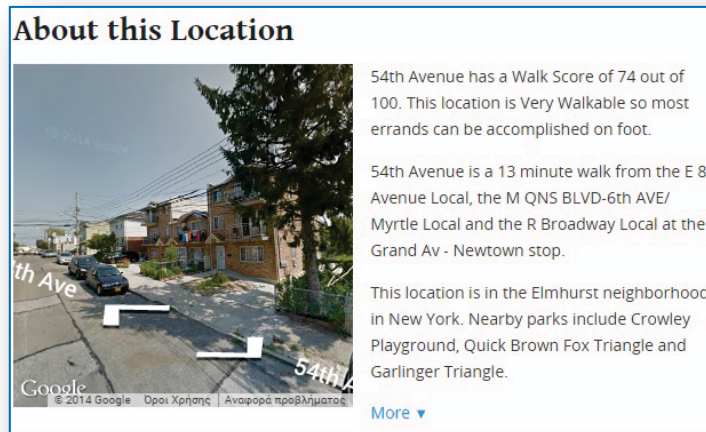 About this Location
© 2014 Google
th Ave
54th A
Google
© 2014 Google Όροι Χρήσης Αναφορά προβλήματος
54th Avenue has a Walk Score of 74 out of
100. This location is Very Walkable so most
errands can be accomplished on foot.
54th Avenue is a 13 minute walk from the E 8
Avenue Local, the M QNS BLVD-6th AVE/
Myrtle Local and the R Broadway Local at the
Grand Av - Newtown stop.
This location is in the Elmhurst neighborhood
in New York. Nearby parks include Crowley
Playground, Quick Brown Fox Triangle and
Garlinger Triangle.
More ▼